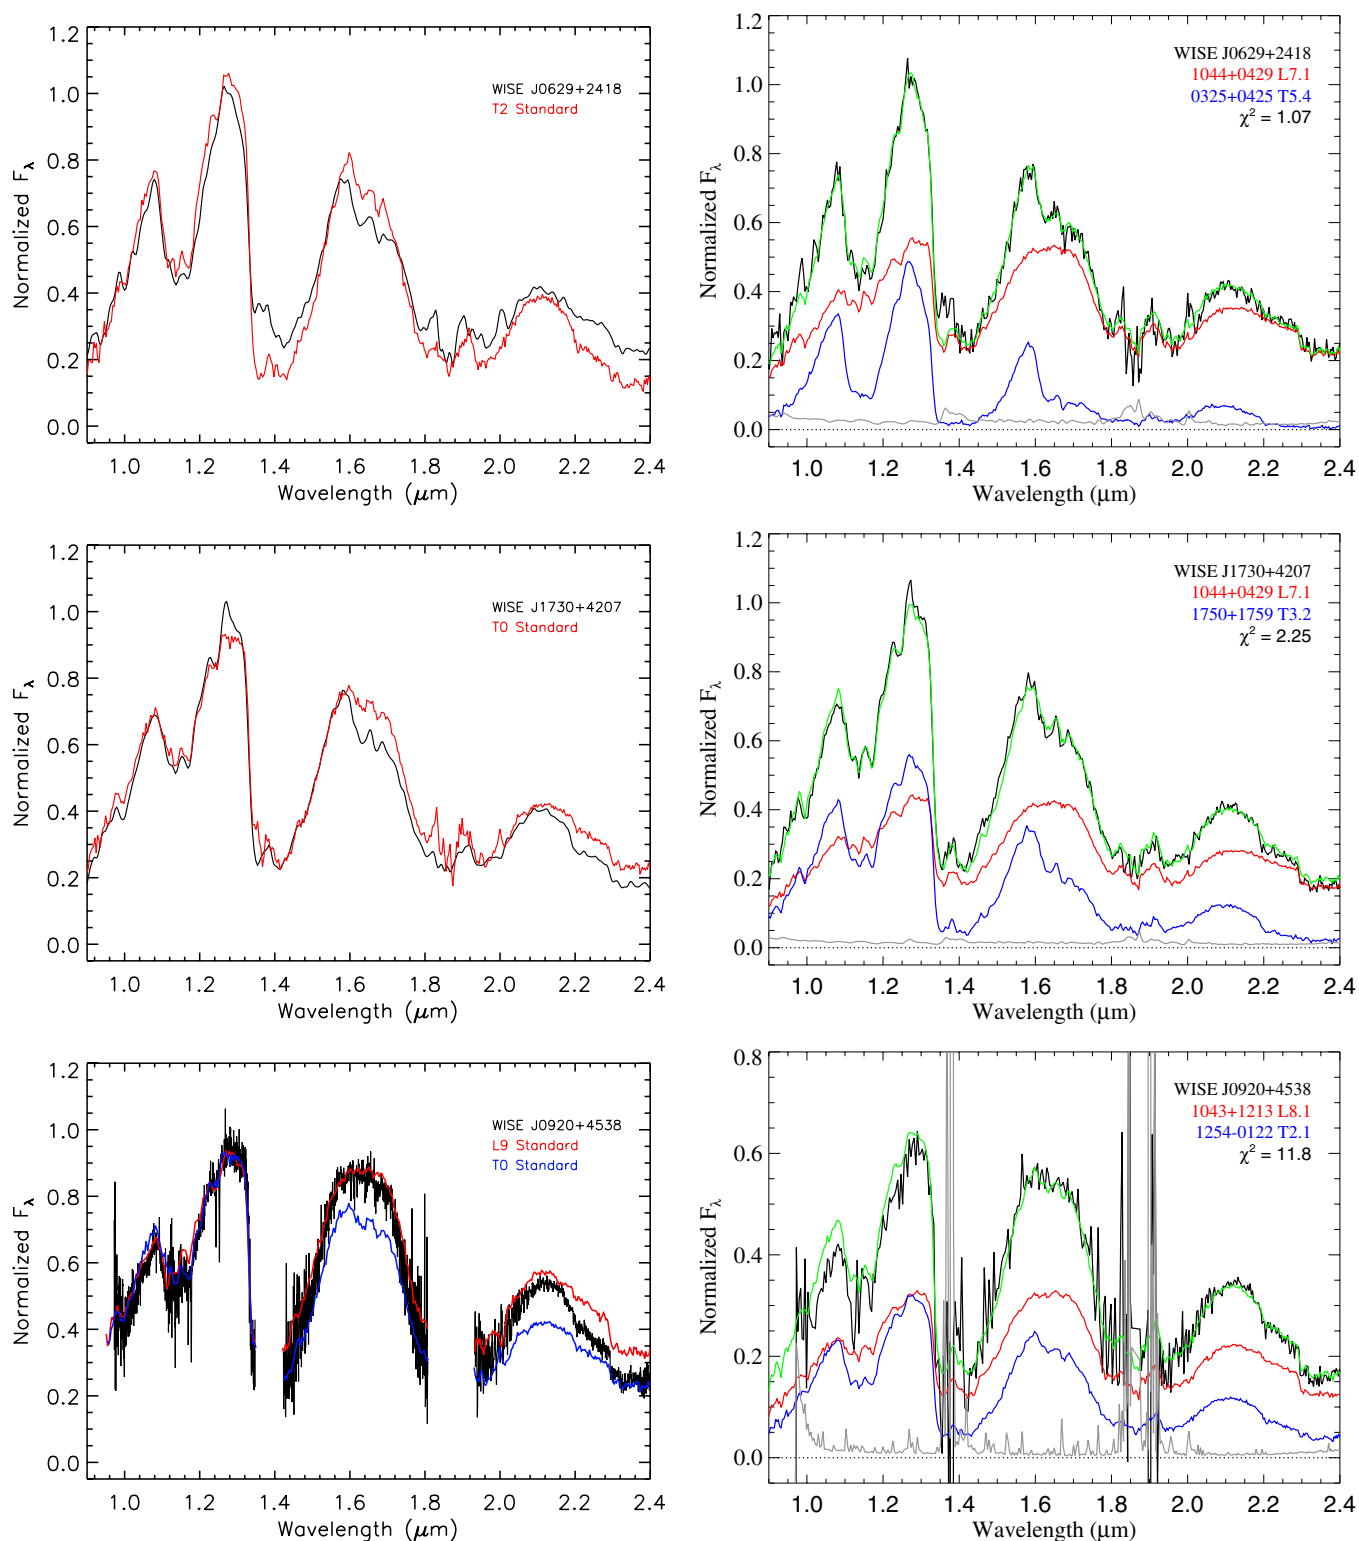 1.2
1.0
0.8
0.6
0.4
0.2
0.0
Normalized Fλ
WISE J0629+2418
T2 Standard
1.0 1.2 1.4 1.6 1.8 2.0 2.2 2.4
Wavelength (μm)
1.2
1.0
0.8
0.6
0.4
0.2
0.0
Normalized Fλ
WISE J0629+2418
1044+0429 L7.1
0325+0425 T5.4
χ² = 1.07
1.0 1.2 1.4 1.6 1.8 2.0 2.2 2.4
Wavelength (μm)
1.2
1.0
0.8
0.6
0.4
0.2
0.0
Normalized Fλ
WISE J1730+4207
T0 Standard
1.0 1.2 1.4 1.6 1.8 2.0 2.2 2.4
Wavelength (μm)
1.2
1.0
0.8
0.6
0.4
0.2
0.0
Normalized Fλ
WISE J1730+4207
1044+0429 L7.1
1750+1759 T3.2
χ² = 2.25
1.0 1.2 1.4 1.6 1.8 2.0 2.2 2.4
Wavelength (μm)
1.2
1.0
0.8
0.6
0.4
0.2
0.0
Normalized Fλ
WISE J0920+4538
L9 Standard
T0 Standard
1.0 1.2 1.4 1.6 1.8 2.0 2.2 2.4
Wavelength (μm)
0.8
0.6
0.4
0.2
0.0
Normalized Fλ
WISE J0920+4538
1043+1213 L8.1
1254-0122 T2.1
χ² = 11.8
1.0 1.2 1.4 1.6 1.8 2.0 2.2 2.4
Wavelength (μm)